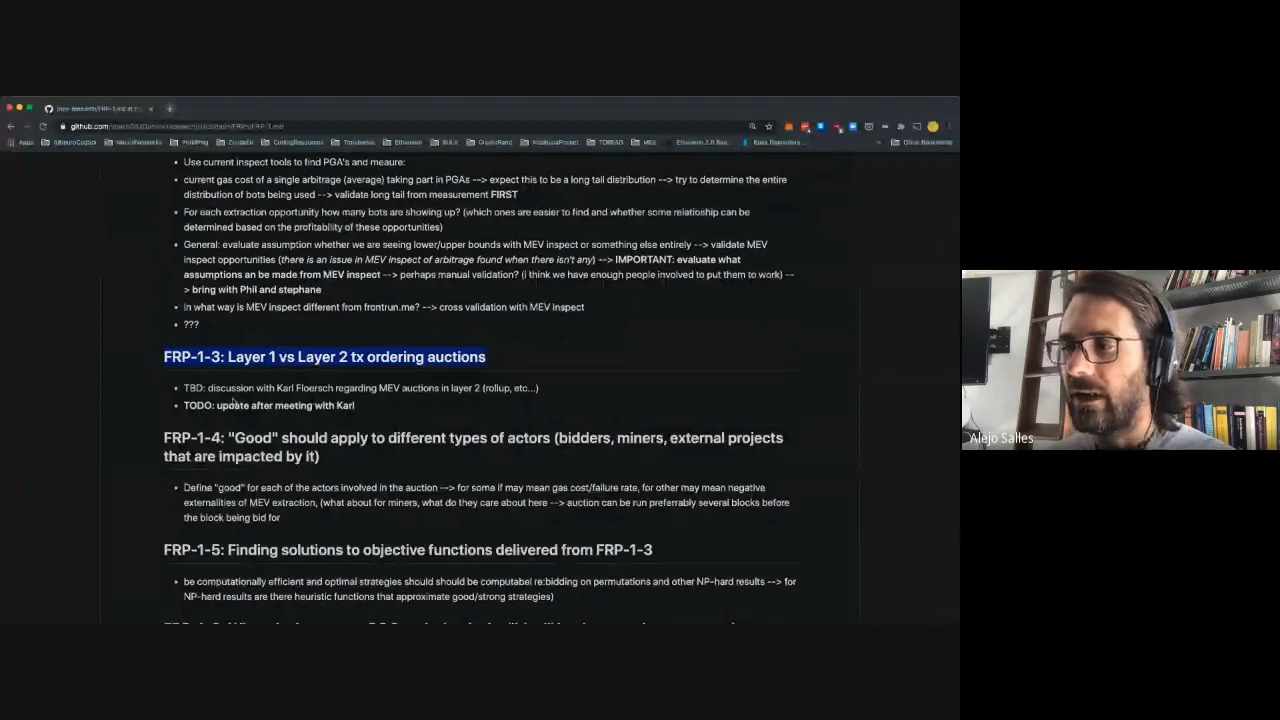 github.com
Apps
NeuralNetworks
CodingResources
Ethereum
Ethereum 2.0
• Use current inspect tools to find PGA's and meaure:
• current gas cost of a single arbitrage (average) taking part in PGAs --> expect this to be a long tail distribution --> try to determine the entire
distribution of bots being used --> validate long tail from measurement FIRST
• For each extraction opportunity how many bots are showing up? (which ones are easier to find and whether some relatioship can be
determined based on the profitability of these opportunities)
• General: evaluate assumption whether we are seeing lower/upper bounds with MEV inspect or something else entirely --> validate MEV
inspect opportunities (there is an issue in MEV inspect of arbitrage found when there isn't any) --> IMPORTANT: evaluate what
assumptions an be made from MEV inspect --> perhaps manual validation? (i think we have enough people involved to put them to work) --
> bring with Phil and stephane
• In what way is MEV inspect different from frontrun.me? --> cross validation with MEV inspect
• ???
FRP-1-3: Layer 1 vs Layer 2 tx ordering auctions
• TBD: discussion with Karl Floersch regarding MEV auctions in layer 2 (rollup, etc...)
• TODO: update after meeting with Karl
FRP-1-4: "Good" should apply to different types of actors (bidders, miners, external projects
that are impacted by it)
• Define "good" for each of the actors involved in the auction --> for some if may mean gas cost/failure rate, for other may mean negative
externalities of MEV extraction, (what about for miners, what do they care about here --> auction can be run preferrably several blocks before
the block being bid for
FRP-1-5: Finding solutions to objective functions delivered from FRP-1-3
• be computationally efficient and optimal strategies should should be computabel re:bidding on permutations and other NP-hard results --> for
NP-hard results are there heuristic functions that approximate good/strong strategies)
Alejo Salles